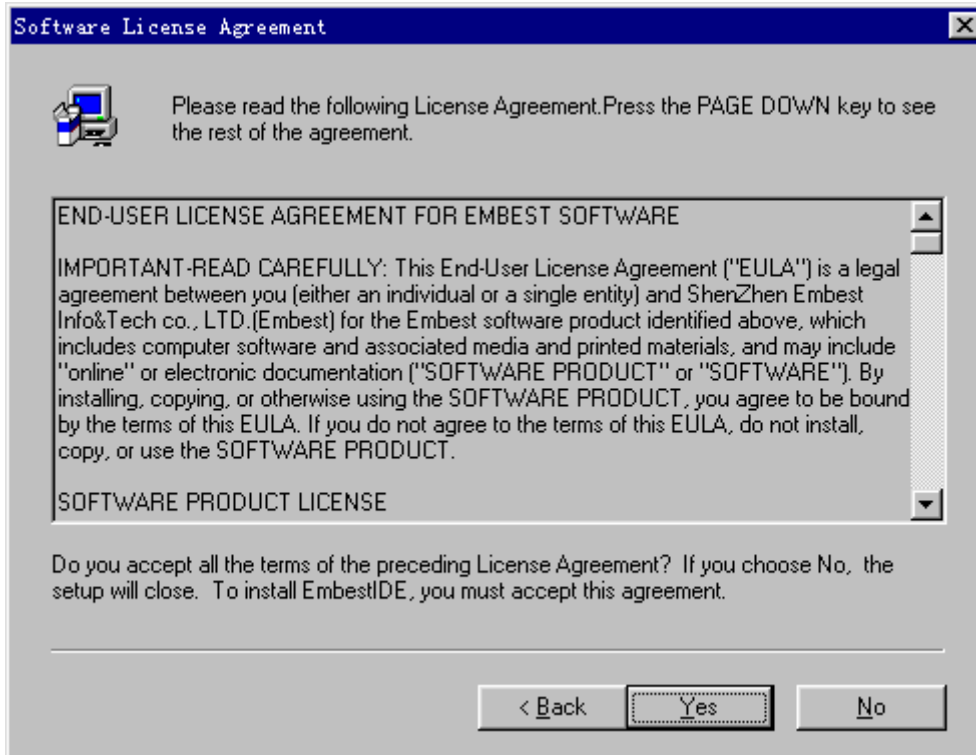 Software License Agreement
Please read the following License Agreement.Press the PAGE DOWN key to see
the rest of the agreement.
END-USER LICENSE AGREEMENT FOR EMBEST SOFTWARE
IMPORTANT-READ CAREFULLY: This End-User License Agreement ("EULA") is a legal
agreement between you (either an individual or a single entity) and ShenZhen Embest
Info&Tech co., LTD.(Embest) for the Embest software product identified above, which
includes computer software and associated media and printed materials, and may include
"online" or electronic documentation ("SOFTWARE PRODUCT" or "SOFTWARE"). By
installing, copying, or otherwise using the SOFTWARE PRODUCT, you agree to be bound
by the terms of this EULA. If you do not agree to the terms of this EULA, do not install,
copy, or use the SOFTWARE PRODUCT.
SOFTWARE PRODUCT LICENSE
Do you accept all the terms of the preceding License Agreement?  If you choose No,  the
setup will close.  To install EmbestIDE, you must accept this agreement.
< Back Yes No